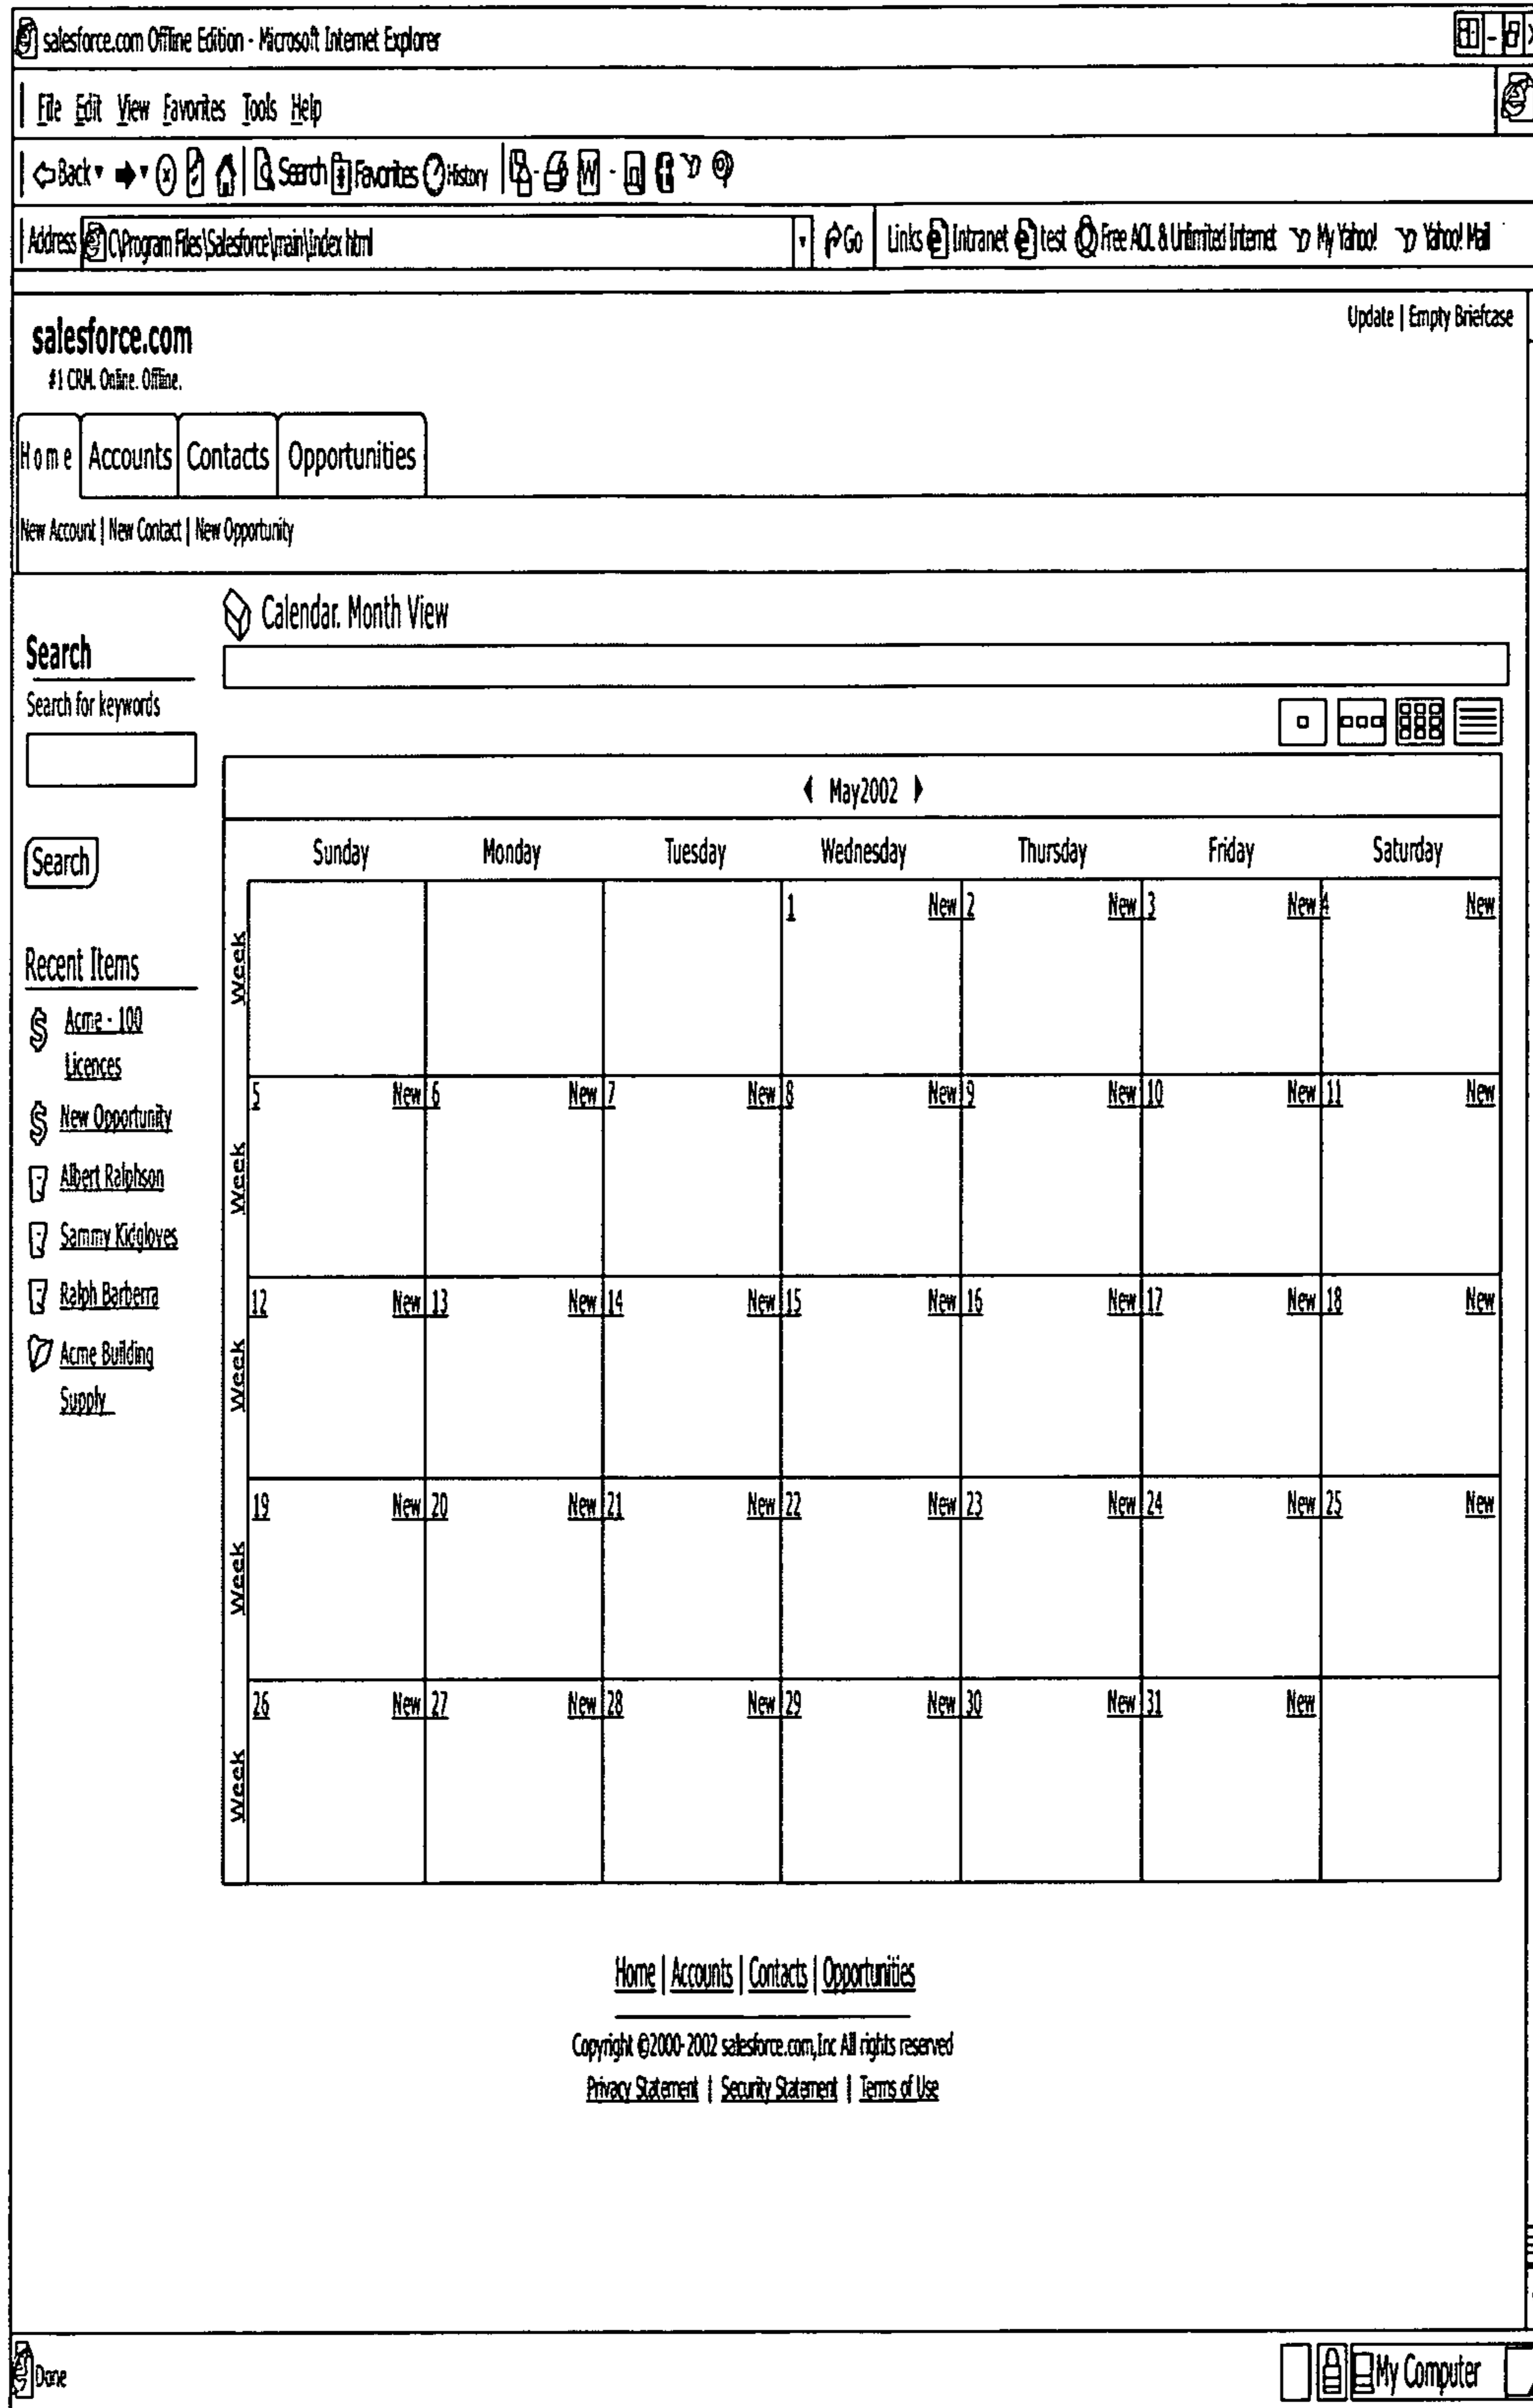 salesforce.com Offline Edition - Microsoft Internet Explorer
File Edit View Favorites Tools Help
Back Search Favorites History W
Address C:\Program Files\Salesforce\main\index html Go Links Intranet test Free AOL & Unlimited Internet My Yahoo! Yahoo! Mail
Update | Empty Briefcase
salesforce.com
#1 CRM. Online. Offline.
Home Accounts Contacts Opportunities
New Account | New Contact | New Opportunity
Calendar. Month View
Search
Search for keywords
Search
Recent Items
Acme - 100
Licences
New Opportunity
Albert Ralphson
Sammy Kidgloves
Ralph Barberra
Acme Building
Supply
May2002
Sunday Monday Tuesday Wednesday Thursday Friday Saturday
Week
1 New 2 New 3 New 4 New
Week
5 New 6 New 7 New 8 New 9 New 10 New 11 New
Week
12 New 13 New 14 New 15 New 16 New 17 New 18 New
Week
19 New 20 New 21 New 22 New 23 New 24 New 25 New
Week
26 New 27 New 28 New 29 New 30 New 31 New
Home | Accounts | Contacts | Opportunities
Copyright ©2000-2002 salesforce.com,Inc All rights reserved
Privacy Statement | Security Statement | Terms of Use
Done
My Computer